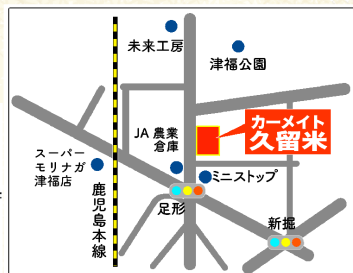 未来工房
津福公園
カーメイト
久留米
JA 農業
倉庫
スーパー
モリナガ
津福店
ミニストップ
鹿児島本線
足形
新掘